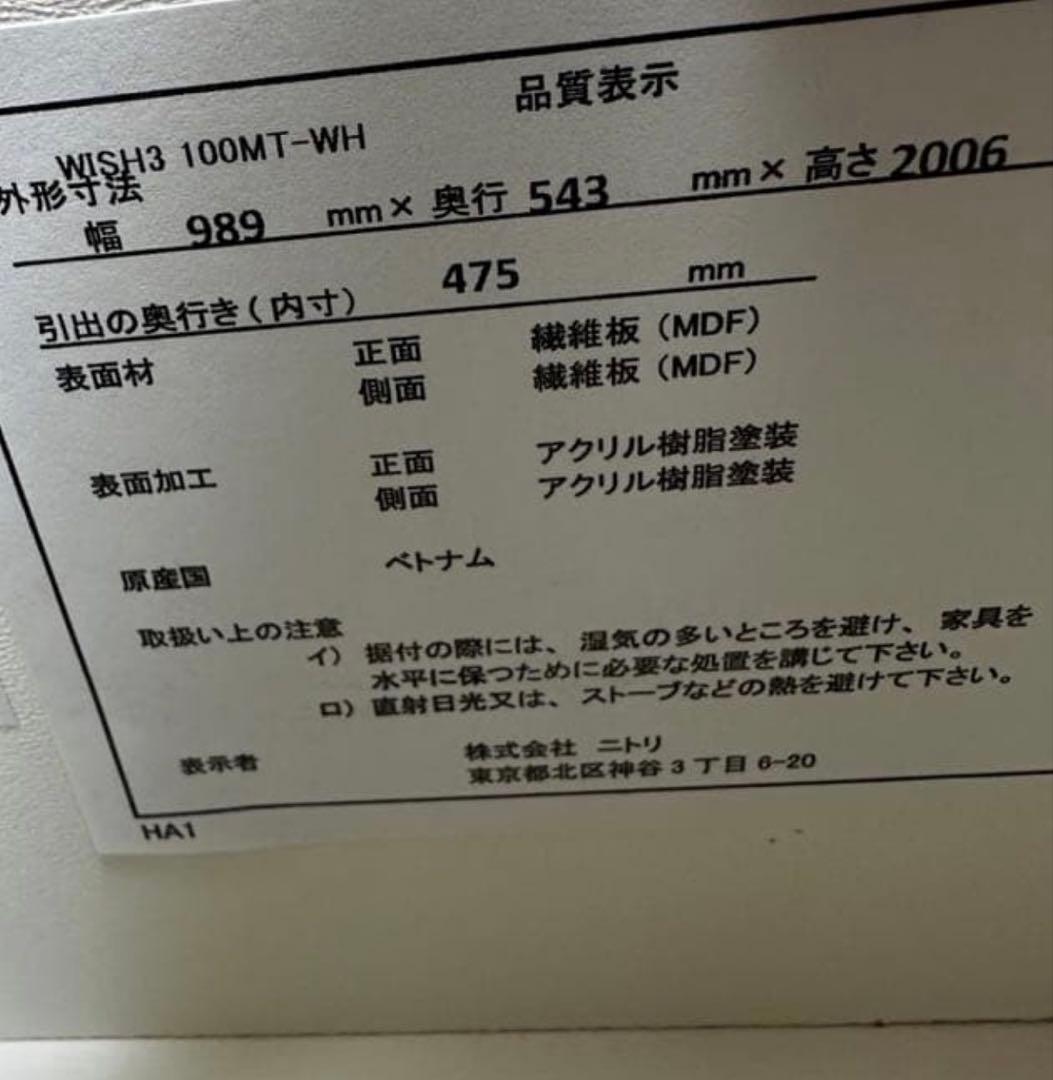 品質表示
WISH3 100MT-WH
外形寸法
幅 989 mm× 奥行 543 mm× 高さ 2006
引出の奥行き(内寸) 475 mm
表面材 正面 繊維板(MDF)
側面 繊維板(MDF)
表面加工 正面 アクリル樹脂塗装
側面 アクリル樹脂塗装
原産国 ベトナム
取扱い上の注意
イ) 据付の際には、湿気の多いところを避け、家具を
水平に保つために必要な処置を講じて下さい。
ロ) 直射日光又は、ストーブなどの熱を避けて下さい。
表示者 株式会社 ニトリ
東京都北区神谷3丁目6-20
HA1